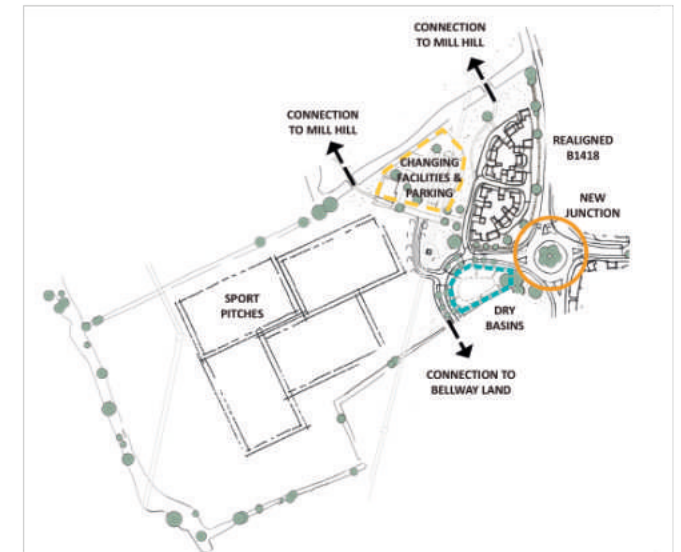 CONNECTION
TO MILL HILL
CONNECTION
TO MILL HILL
CHANGING
FACILITIES &
PARKING
REALIGNED
B1418
NEW
JUNCTION
SPORT
PITCHES
DRY
BASINS
CONNECTION TO
BELLWAY LAND